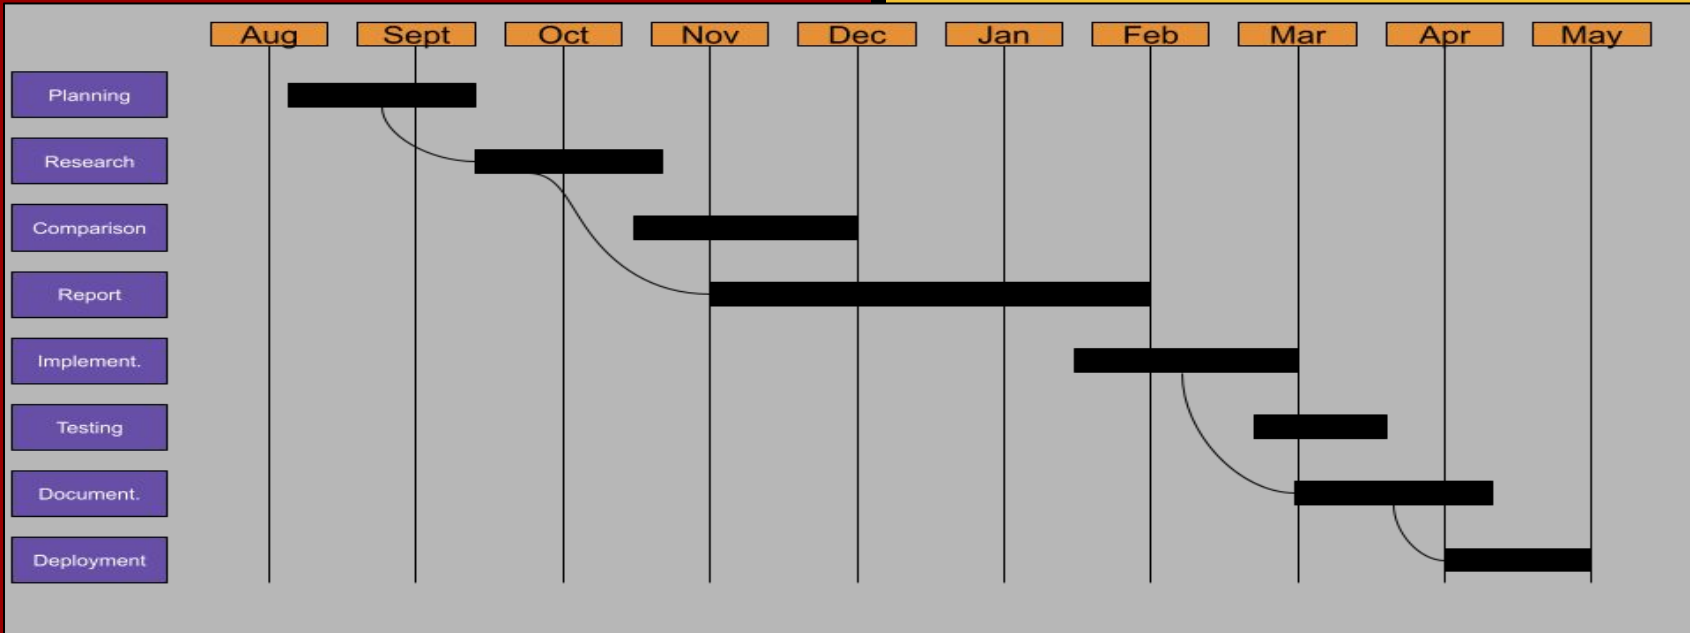 Aug Sept Oct Nov Dec Jan Feb Mar Apr May
Planning
Research
Comparison
Report
Implement.
Testing
Document.
Deployment